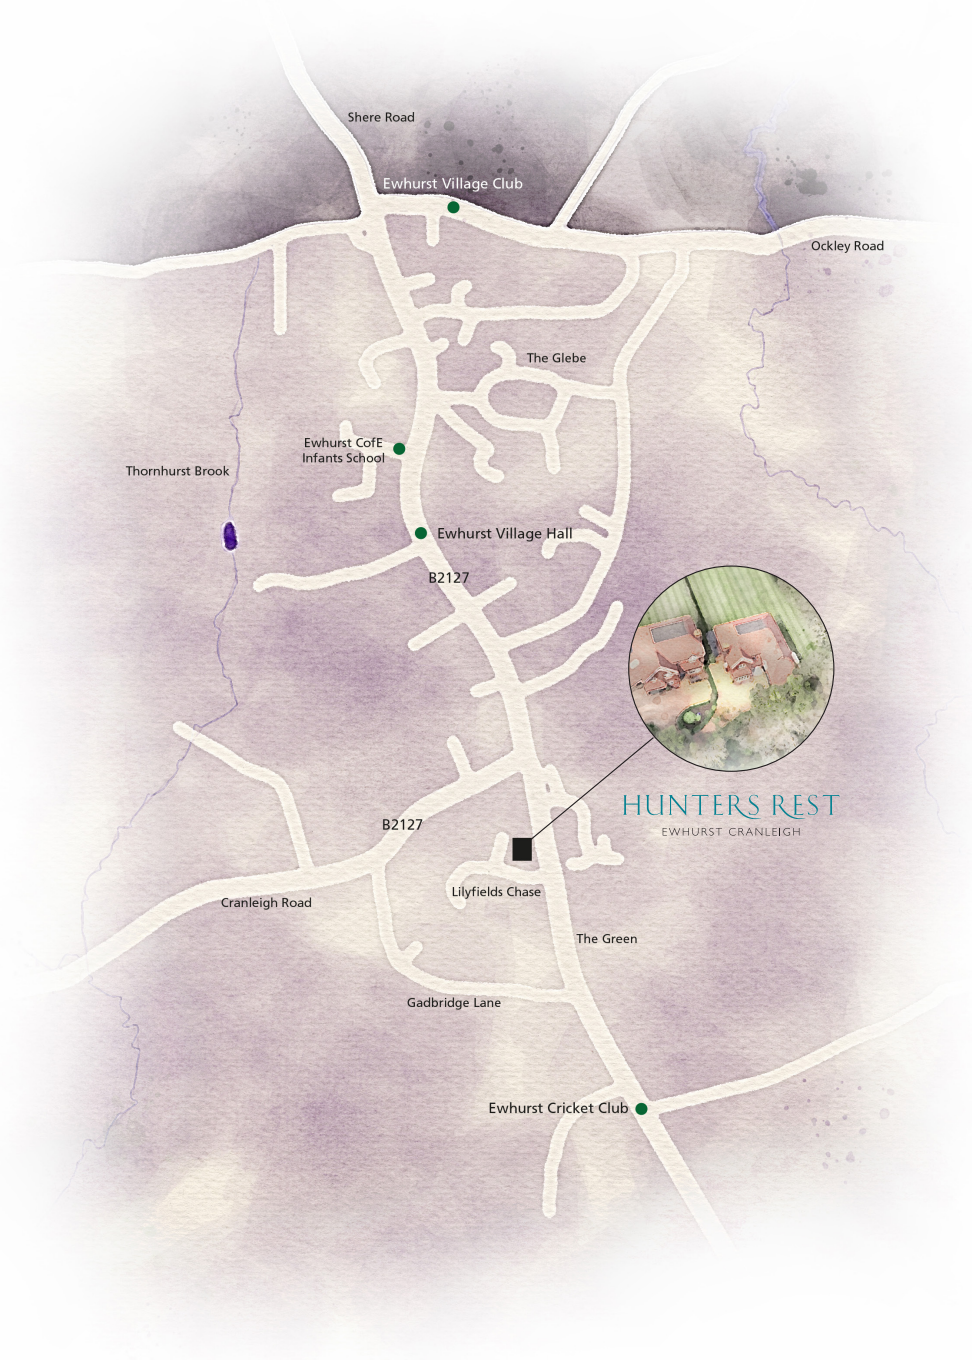 Shere Road
Ewhurst Village Club
Ockley Road
The Glebe
Ewhurst CofE
Infants School
Thornhurst Brook
Ewhurst Village Hall
B2127
HUNTERS REST
EWHURST CRANLEIGH
B2127
Lilyfields Chase
Cranleigh Road
The Green
Gadbridge Lane
Ewhurst Cricket Club